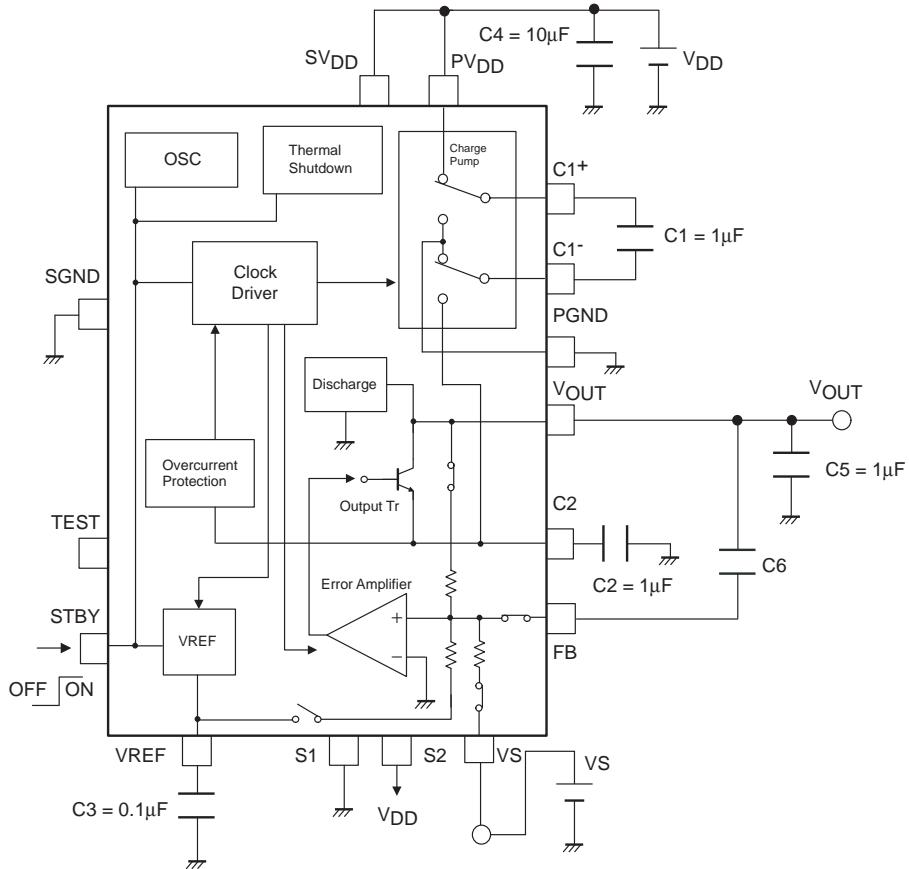 C4 = 10μF
SVDD
PVDD
VDD
OSC
Thermal
Shutdown
Charge
Pump
C1+
C1 = 1μF
C1-
SGND
Clock
Driver
PGND
Discharge
VOUT
VOUT
Overcurrent
Protection
Output Tr
C5 = 1μF
TEST
C2
C2 = 1μF
C6
Error Amplifier
+
−
STBY
VREF
FB
OFF
ON
VREF
S1
S2
VS
VS
C3 = 0.1μF
VDD